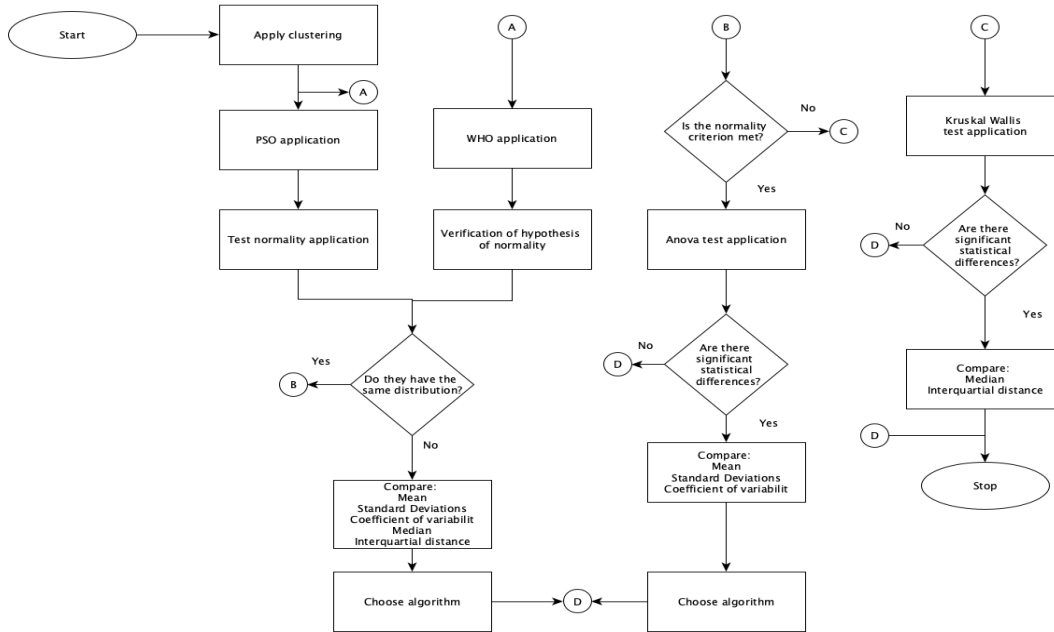 Start
Apply clustering
A
PSO application
Test normality application
A
WHO application
Verification of hypothesis
of normality
Do they have the
same distribution?
Yes
B
No
Compare:
Mean
Standard Deviations
Coefficient of variabilit
Median
Interquartial distance
Choose algorithm
D
B
Is the normality
criterion met?
No
C
Yes
Anova test application
Are there
significant
statistical
differences?
No
D
Yes
Compare:
Mean
Standard Deviations
Coefficient of variabilit
Choose algorithm
C
Kruskal Wallis
test application
Are there
significant
statistical
differences?
No
D
Yes
Compare:
Median
Interquartial distance
D
Stop